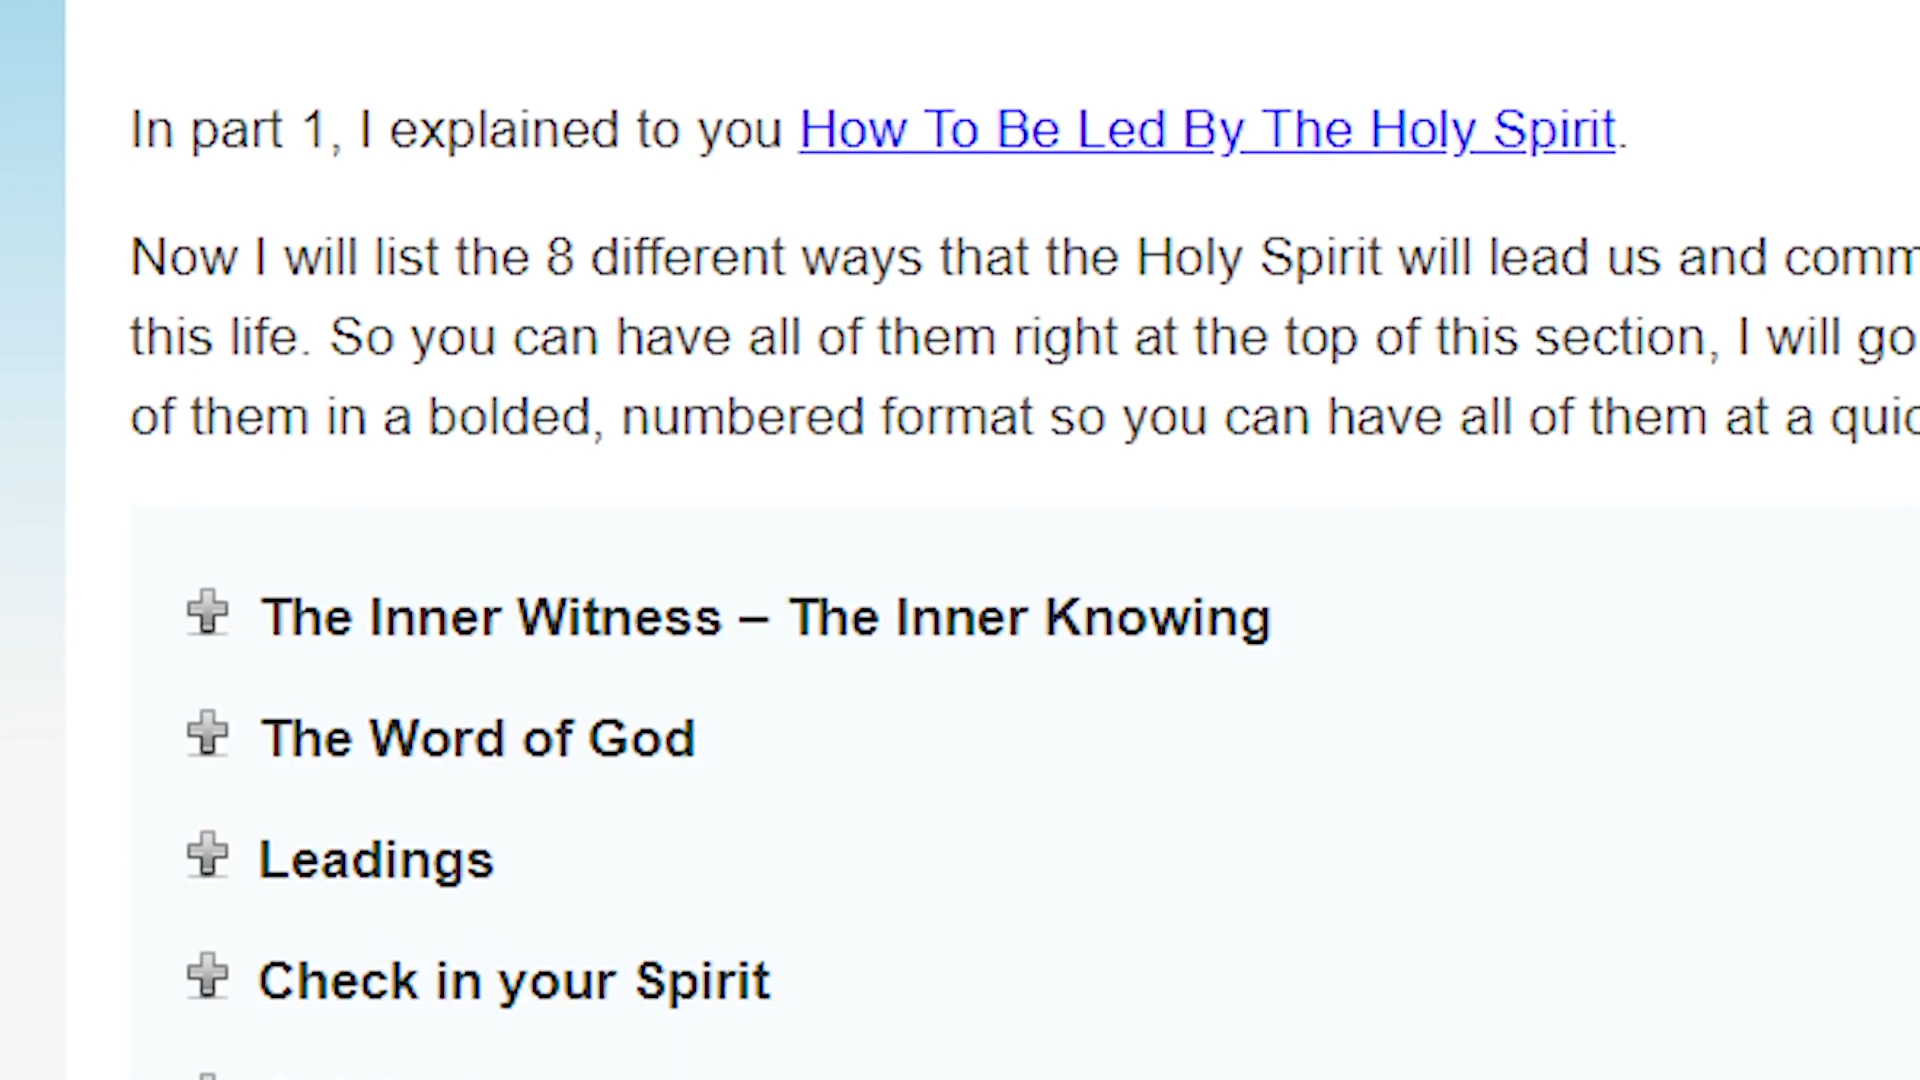 In part 1, I explained to you How To Be Led By The Holy Spirit.
Now I will list the 8 different ways that the Holy Spirit will lead us and comm
this life. So you can have all of them right at the top of this section, I will go
of them in a bolded, numbered format so you can have all of them at a quic
The Inner Witness – The Inner Knowing
The Word of God
Leadings
Check in your Spirit